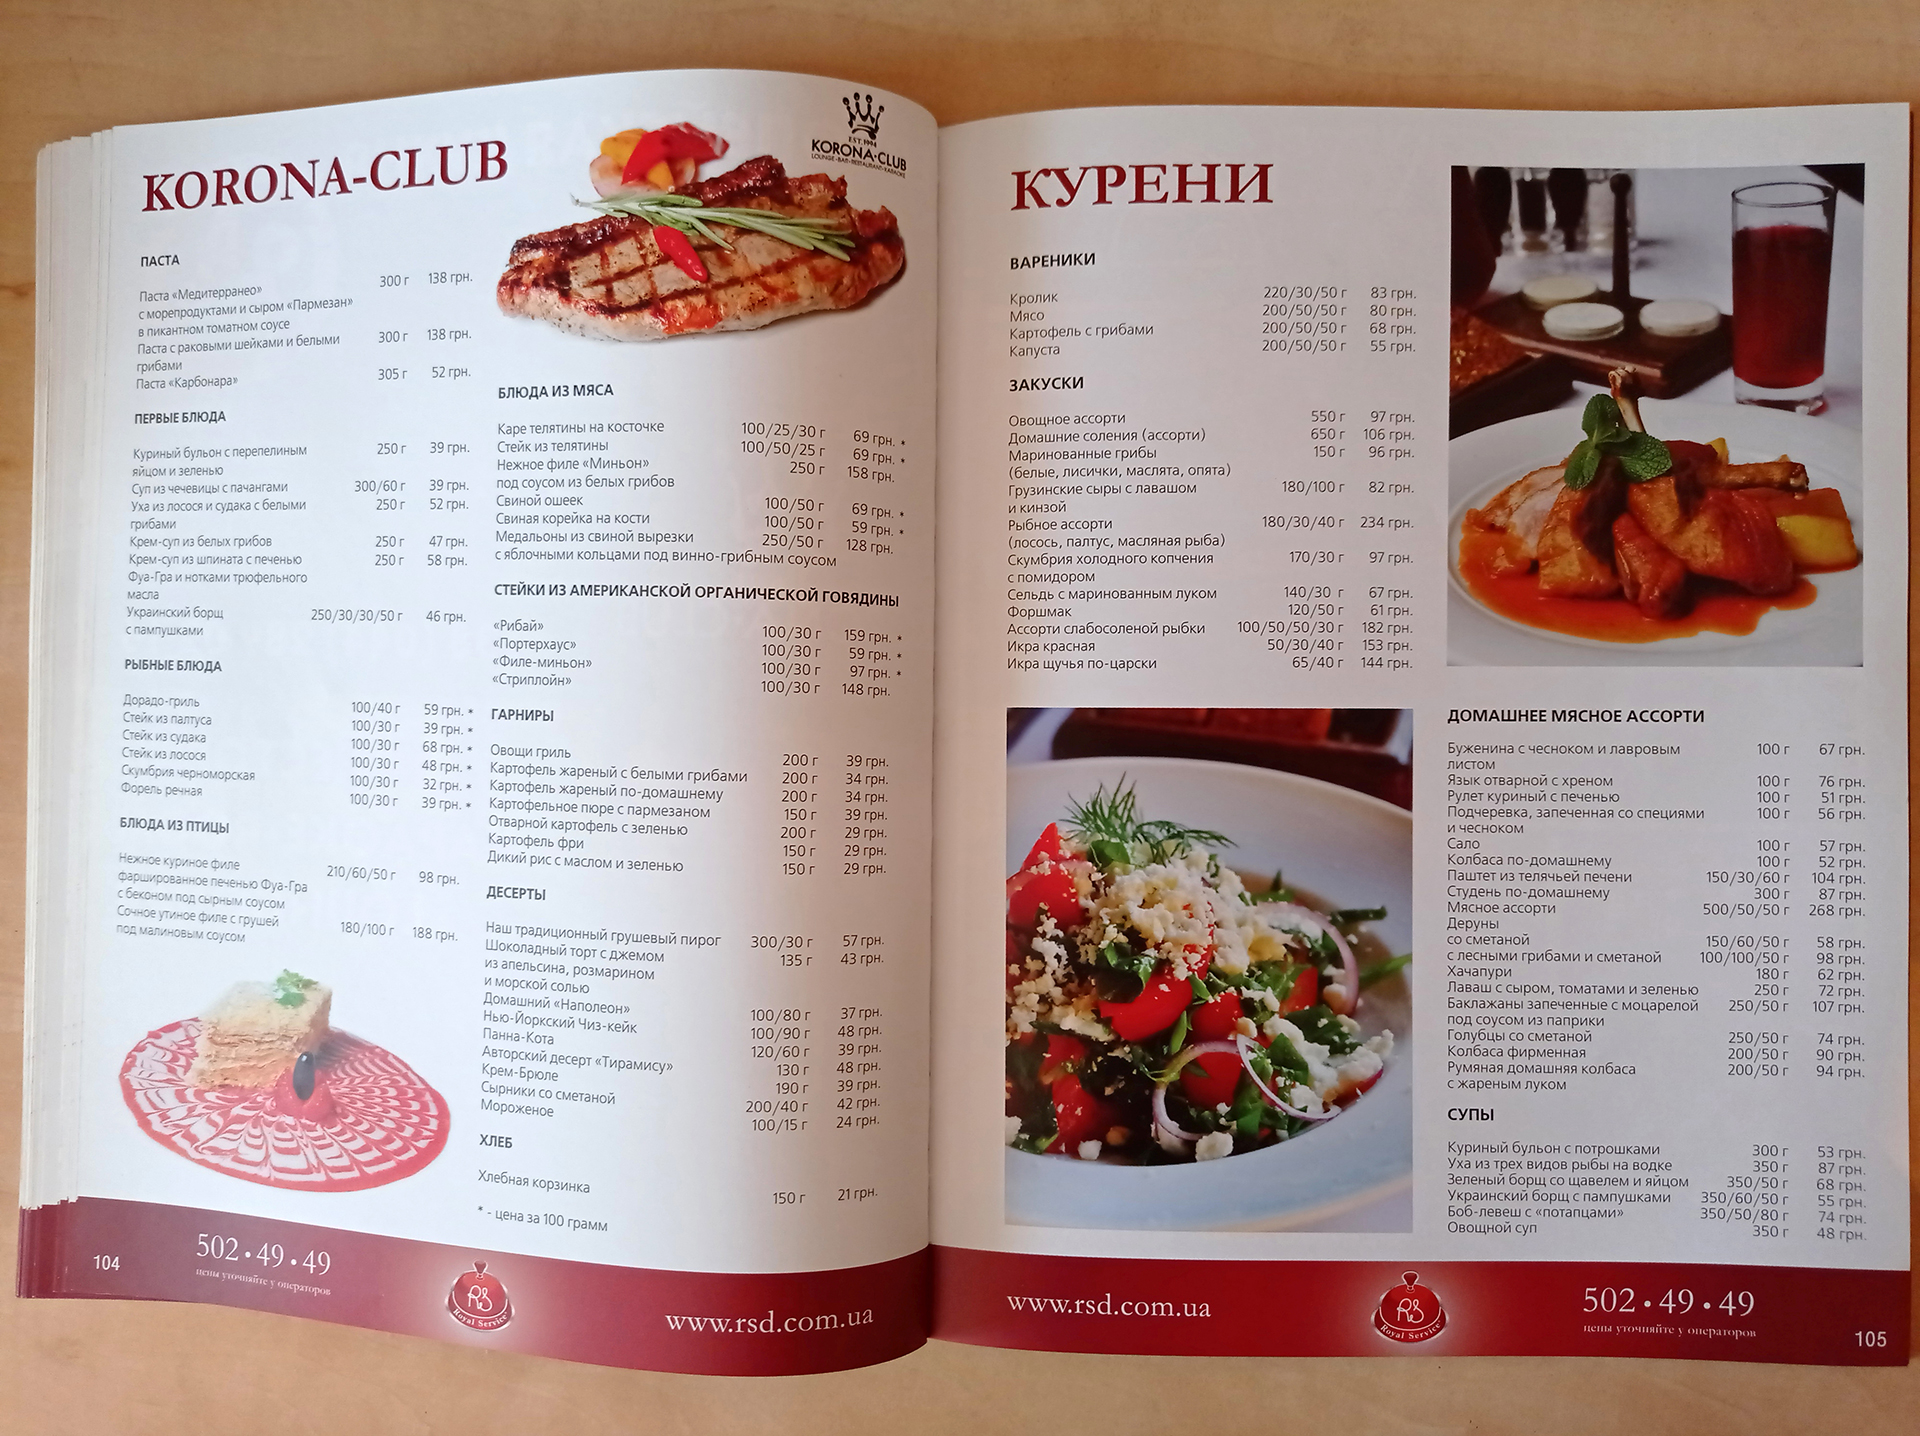 KORONA-CLUB
EST. 1994
KORONA-CLUB
LOUNGE-BAR-RESTAURANT-KARAOKE
ПАСТА
Паста «Медитерранео» 300 г 138 грн.
с морепродуктами и сыром «Пармезан»
в пикантном томатном соусе
Паста с раковыми шейками и белыми 300 г 138 грн.
грибами
Паста «Карбонара» 305 г 52 грн.
ПЕРВЫЕ БЛЮДА
Куриный бульон с перепелиным 250 г 39 грн.
яйцом и зеленью
Суп из чечевицы с пачангами 300/60 г 39 грн.
Уха из лосося и судака с белыми 250 г 52 грн.
грибами
Крем-суп из белых грибов 250 г 47 грн.
Крем-суп из шпината с печенью 250 г 58 грн.
Фуа-Гра и нотками трюфельного
масла
Украинский борщ 250/30/30/50 г 46 грн.
с пампушками
РЫБНЫЕ БЛЮДА
Дорадо-гриль 100/40 г 59 грн. *
Стейк из палтуса 100/30 г 39 грн. *
Стейк из судака 100/30 г 68 грн. *
Стейк из лосося 100/30 г 48 грн. *
Скумбрия черноморская 100/30 г 32 грн. *
Форель речная 100/30 г 39 грн. *
БЛЮДА ИЗ ПТИЦЫ
Нежное куриное филе 210/60/50 г 98 грн.
фаршированное печенью Фуа-Гра
с беконом под сырным соусом
Сочное утиное филе с грушей 180/100 г 188 грн.
под малиновым соусом
БЛЮДА ИЗ МЯСА
Каре телятины на косточке 100/25/30 г 69 грн. *
Стейк из телятины 100/50/25 г 69 грн. *
Нежное филе «Миньон» 250 г 158 грн.
под соусом из белых грибов
Свиной ошеек 100/50 г 69 грн. *
Свиная корейка на кости 100/50 г 59 грн. *
Медальоны из свиной вырезки 250/50 г 128 грн.
с яблочными кольцами под винно-грибным соусом
СТЕЙКИ ИЗ АМЕРИКАНСКОЙ ОРГАНИЧЕСКОЙ ГОВЯДИНЫ
«Рибай» 100/30 г 159 грн. *
«Портерхаус» 100/30 г 59 грн. *
«Филе-миньон» 100/30 г 97 грн. *
«Стриплойн» 100/30 г 148 грн.
ГАРНИРЫ
Овощи гриль 200 г 39 грн.
Картофель жареный с белыми грибами 200 г 34 грн.
Картофель жареный по-домашнему 200 г 34 грн.
Картофельное пюре с пармезаном 150 г 39 грн.
Отварной картофель с зеленью 200 г 29 грн.
Картофель фри 150 г 29 грн.
Дикий рис с маслом и зеленью 150 г 29 грн.
ДЕСЕРТЫ
Наш традиционный грушевый пирог 300/30 г 57 грн.
Шоколадный торт с джемом 135 г 43 грн.
из апельсина, розмарином
и морской солью
Домашний «Наполеон» 100/80 г 37 грн.
Нью-Йоркский Чиз-кейк 100/90 г 48 грн.
Панна-Кота 120/60 г 39 грн.
Авторский десерт «Тирамису» 130 г 48 грн.
Крем-Брюле 190 г 39 грн.
Сырники со сметаной 200/40 г 42 грн.
Мороженое 100/15 г 24 грн.
ХЛЕБ
Хлебная корзинка 150 г 21 грн.
* - цена за 100 грамм
104
502 • 49 • 49
цены уточняйте у операторов
RS
Royal Service
www.rsd.com.ua
КУРЕНИ
ВАРЕНИКИ
Кролик 220/30/50 г 83 грн.
Мясо 200/50/50 г 80 грн.
Картофель с грибами 200/50/50 г 68 грн.
Капуста 200/50/50 г 55 грн.
ЗАКУСКИ
Овощное ассорти 550 г 97 грн.
Домашние соления (ассорти) 650 г 106 грн.
Маринованные грибы 150 г 96 грн.
(белые, лисички, маслята, опята)
Грузинские сыры с лавашом 180/100 г 82 грн.
и кинзой
Рыбное ассорти 180/30/40 г 234 грн.
(лосось, палтус, масляная рыба)
Скумбрия холодного копчения 170/30 г 97 грн.
с помидором
Сельдь с маринованным луком 140/30 г 67 грн.
Форшмак 120/50 г 61 грн.
Ассорти слабосоленой рыбки 100/50/50/30 г 182 грн.
Икра красная 50/30/40 г 153 грн.
Икра щучья по-царски 65/40 г 144 грн.
ДОМАШНЕЕ МЯСНОЕ АССОРТИ
Буженина с чесноком и лавровым 100 г 67 грн.
листом
Язык отварной с хреном 100 г 76 грн.
Рулет куриный с печенью 100 г 51 грн.
Подчеревка, запеченная со специями 100 г 56 грн.
и чесноком
Сало 100 г 57 грн.
Колбаса по-домашнему 100 г 52 грн.
Паштет из телячьей печени 150/30/60 г 104 грн.
Студень по-домашнему 300 г 87 грн.
Мясное ассорти 500/50/50 г 268 грн.
Деруны
со сметаной 150/60/50 г 58 грн.
с лесными грибами и сметаной 100/100/50 г 98 грн.
Хачапури 180 г 62 грн.
Лаваш с сыром, томатами и зеленью 250 г 72 грн.
Баклажаны запеченные с моцарелой 250/50 г 107 грн.
под соусом из паприки
Голубцы со сметаной 250/50 г 74 грн.
Колбаса фирменная 200/50 г 90 грн.
Румяная домашняя колбаса 200/50 г 94 грн.
с жареным луком
СУПЫ
Куриный бульон с потрошками 300 г 53 грн.
Уха из трех видов рыбы на водке 350 г 87 грн.
Зеленый борщ со щавелем и яйцом 350/50 г 68 грн.
Украинский борщ с пампушками 350/60/50 г 55 грн.
Боб-левеш с «потапцами» 350/50/80 г 74 грн.
Овощной суп 350 г 48 грн.
www.rsd.com.ua
RS
Royal Service
502 • 49 • 49
цены уточняйте у операторов
105